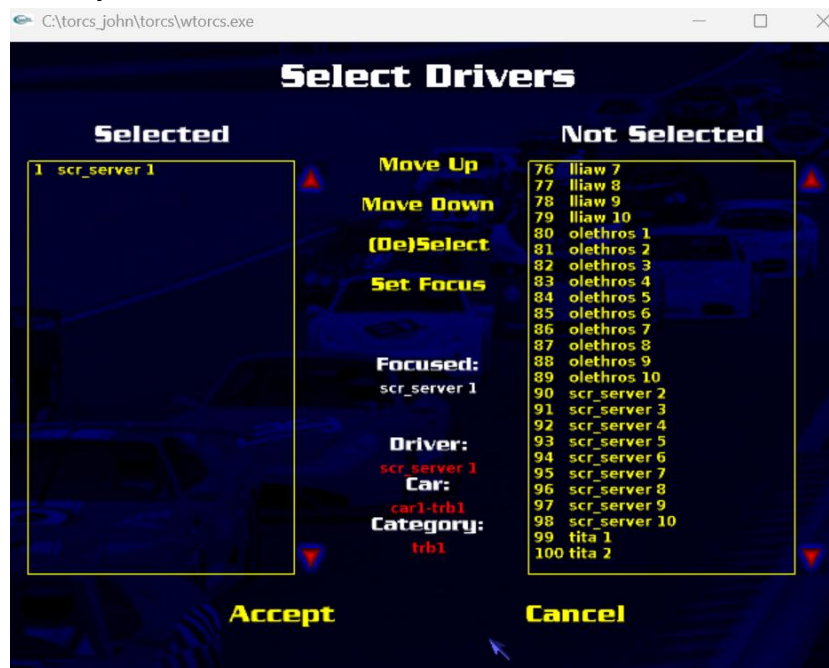 C:\torcs_john\torcs\wtorcs.exe
Select Drivers
Selected
1 scr_server 1
Move Up
Move Down
(De)Select
Set Focus
Focused:
scr_server 1
Driver:
scr_server 1
Car:
car1-trb1
Category:
trb1
Not Selected
76 lliaw 7
77 lliaw 8
78 lliaw 9
79 lliaw 10
80 olethros 1
81 olethros 2
82 olethros 3
83 olethros 4
84 olethros 5
85 olethros 6
86 olethros 7
87 olethros 8
88 olethros 9
89 olethros 10
90 scr_server 2
91 scr_server 3
92 scr_server 4
93 scr_server 5
94 scr_server 6
95 scr_server 7
96 scr_server 8
97 scr_server 9
98 scr_server 10
99 tita 1
100 tita 2
Accept
Cancel